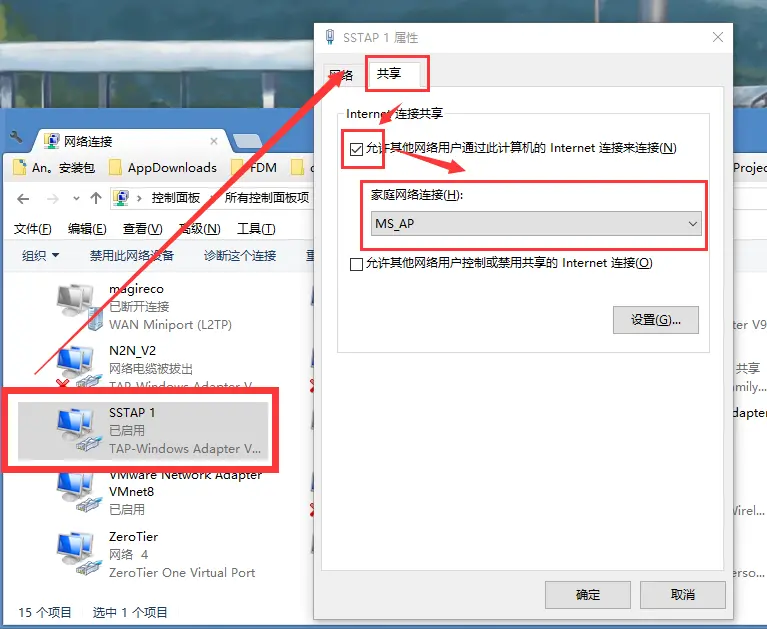 SSTAP 1 属性
网络
共享
Internet 连接共享
允许其他网络用户通过此计算机的 Internet 连接来连接(N)
家庭网络连接(H):
MS_AP
允许其他网络用户控制或禁用共享的 Internet 连接(O)
设置(G)...
确定
取消
网络连接
An。安装包
AppDownloads
FDM
控制面板
所有控制面板项
文件(F)
编辑(E)
查看(V)
高级(N)
工具(T)
组织
禁用此网络设备
诊断这个连接
magireco
已断开连接
WAN Miniport (L2TP)
N2N_V2
网络电缆被拔出
TAP-Windows Adapter V...
SSTAP 1
已启用
TAP-Windows Adapter V...
VMware Network Adapter
VMnet8
已启用
ZeroTier
网络 4
ZeroTier One Virtual Port
15 个项目
选中 1 个项目
共享